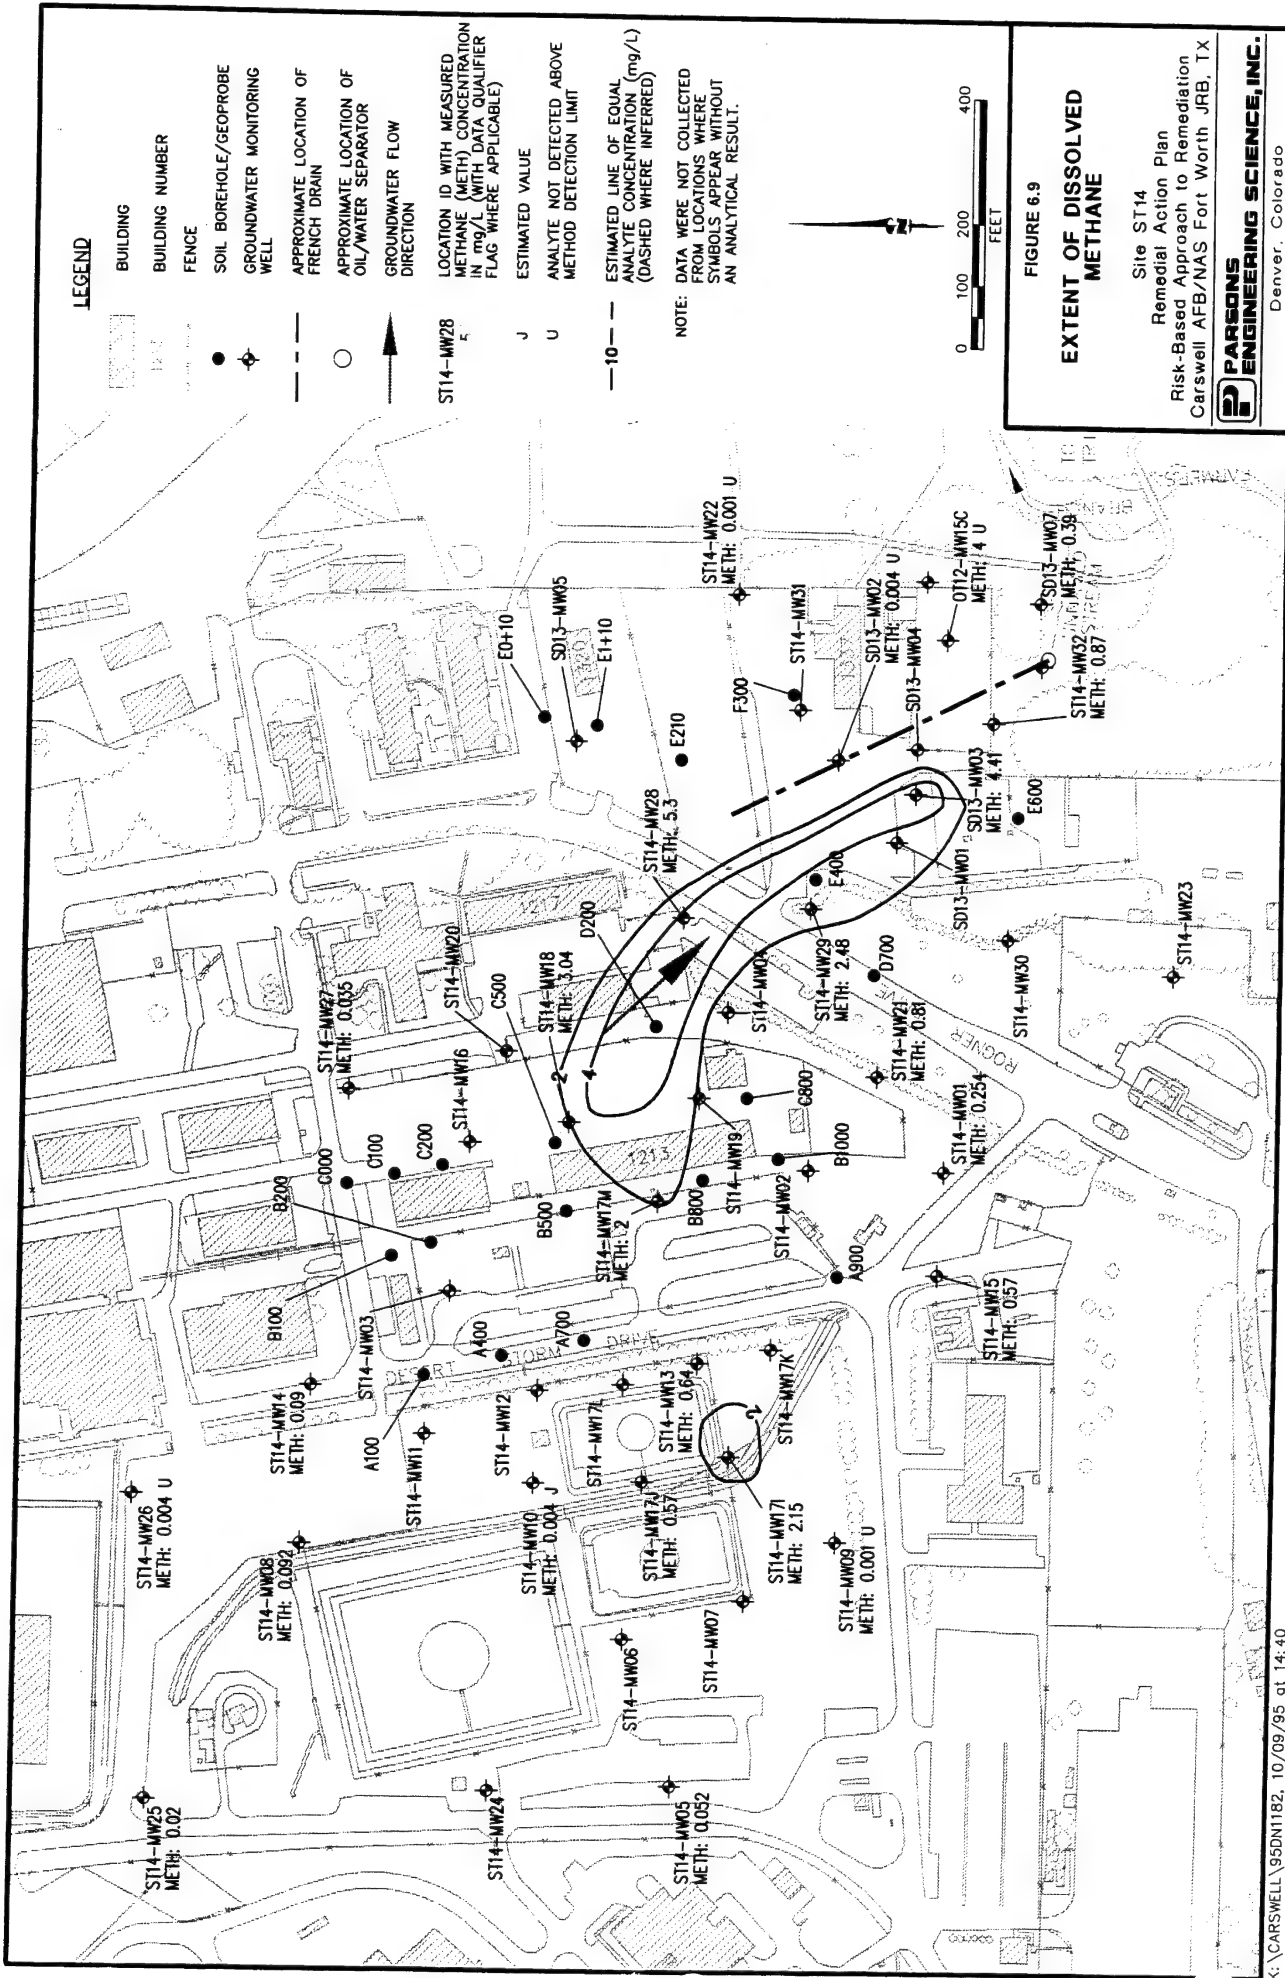 LEGEND
BUILDING
BUILDING NUMBER
FENCE
SOIL BOREHOLE/GEOPROBE
GROUNDWATER MONITORING
WELL
APPROXIMATE LOCATION OF
FRENCH DRAIN
APPROXIMATE LOCATION OF
OIL/WATER SEPARATOR
GROUNDWATER FLOW
DIRECTION
ST14-MW28
LOCATION ID WITH MEASURED
METHANE (METH) CONCENTRATION
IN mg/L (WITH DATA QUALIFIER
FLAG WHERE APPLICABLE)
J ESTIMATED VALUE
U ANALYTE NOT DETECTED ABOVE
METHOD DETECTION LIMIT
—10— — ESTIMATED LINE OF EQUAL
ANALYTE CONCENTRATION (mg/L)
(DASHED WHERE INFERRED)
NOTE: DATA WERE NOT COLLECTED
FROM LOCATIONS WHERE
SYMBOLS APPEAR WITHOUT
AN ANALYTICAL RESULT.
N
0 100 200 400
FEET
FIGURE 6.9
EXTENT OF DISSOLVED
METHANE
Site ST14
Remedial Action Plan
Risk-Based Approach to Remediation
Carswell AFB/NAS Fort Worth JRB, TX
PARSONS
ENGINEERING SCIENCE, INC.
Denver, Colorado
ST14-MW25
METH: 0.02
ST14-MW26
METH: 0.004 U
ST14-MW08
METH: 0.092
ST14-MW14
METH: 0.09
B100
B200
C000
C100
C200
ST14-MW27
METH: 0.035
ST14-MW16
ST14-MW20
C500
ST14-MW18
METH: 3.04
D200
1217
ST14-MW28
METH: 5.3
E0+10
SD13-MW05
E1+10
E210
F300
ST14-MW31
ST14-MW22
METH: 0.001 U
SD13-MW02
METH: 0.004 U
SD13-MW04
OT12-MW15C
METH: 4 U
SD13-MW07
METH: 0.39
ST14-MW32
METH: 0.87
SD13-MW03
METH: 4.41
E600
SD13-MW01
E400
ST14-MW29
METH: 2.48
D700
ST14-MW04
ST14-MW21
METH: 0.81
ST14-MW30
ST14-MW23
ROGNER
ST14-MW01
METH: 0.254
C800
B1000
ST14-MW19
ST14-MW02
B800
1213
B500
ST14-MW17M
METH: 2
2
4
A900
ST14-MW15
METH: 0.57
ST14-MW03
A100
A400
A700
DESERT
STORM
DRIVE
ST14-MW11
ST14-MW12
ST14-MW17L
ST14-MW13
METH: 0.64
ST14-MW17K
2
ST14-MW10
METH: 0.004 J
ST14-MW17J
METH: 0.57
ST14-MW17I
METH: 2.15
ST14-MW09
METH: 0.001 U
ST14-MW07
ST14-MW06
ST14-MW24
ST14-MW05
METH: 0.052
STREAM
BRANCH
FARMERS
K:\CARSWELL\95DN1182, 10/09/95 at 14:40